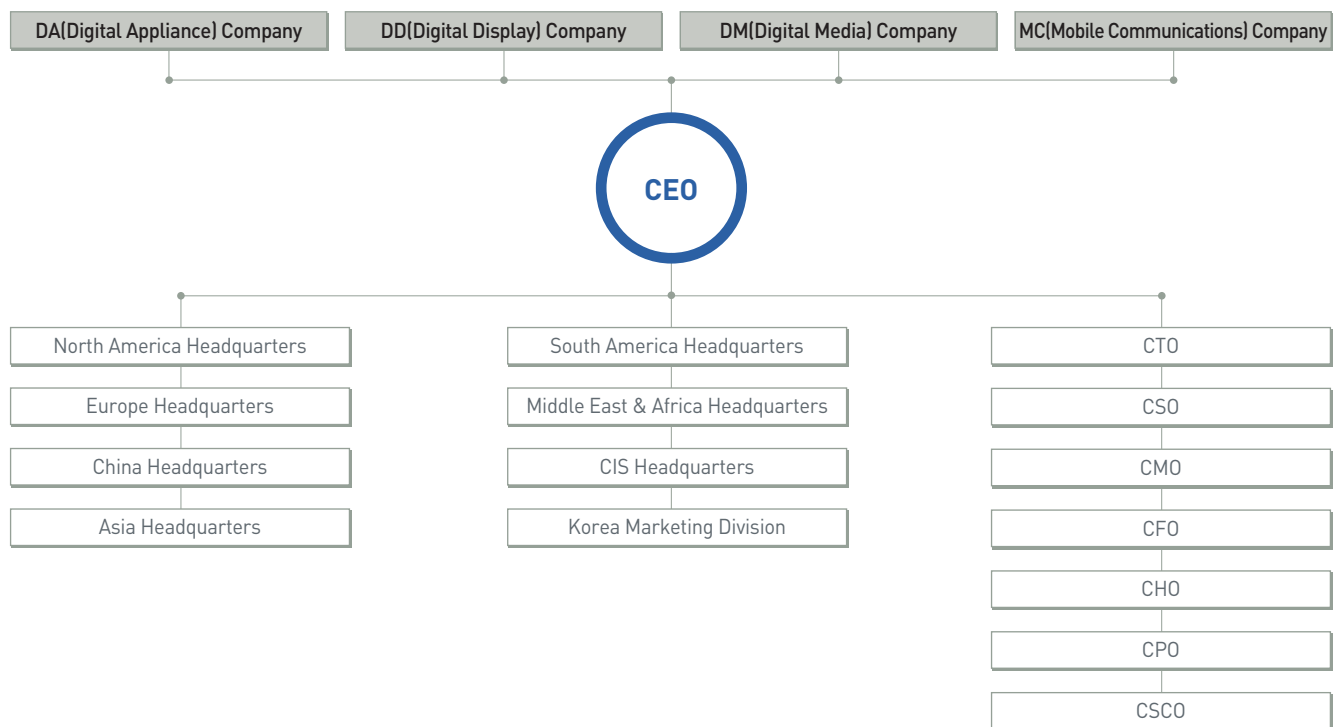 DA(Digital Appliance) Company
DD(Digital Display) Company
DM(Digital Media) Company
MC(Mobile Communications) Company
CEO
North America Headquarters
Europe Headquarters
China Headquarters
Asia Headquarters
South America Headquarters
Middle East & Africa Headquarters
CIS Headquarters
Korea Marketing Division
CTO
CSO
CMO
CFO
CHO
CPO
CSCO